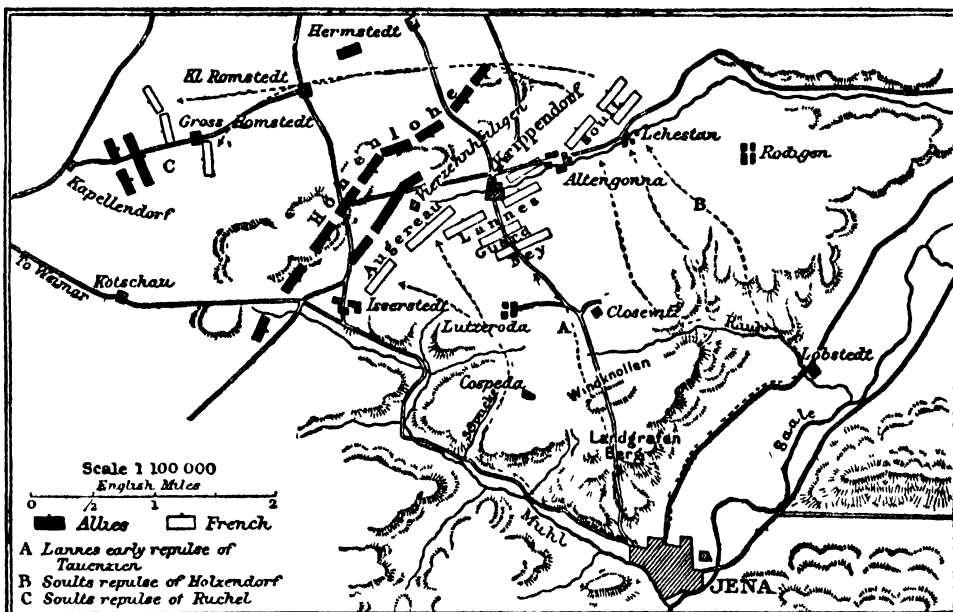 Hermstedt
Kl Romstedt
Gross Romstedt
C
Kapellendorf
Hohenlohe
Vierzehnheiligen
Krippendorf
Soult
Lehestan
Altengonna
Rodigen
B
Augereau
Lannes
Guard
Ney
To Weimar
Kötschau
Isserstedt
Lutzeroda
A
Closewitz
Rauh
Lobstedt
Cospeda
Windknollen
Landgrafen
Berg
Saale
Muhl
JENA
Scale 1 100 000
English Miles
0 1/2 1 2
Allies French
A Lannes early repulse of
Tauenzien
B Soults repulse of Holzendorf
C Soults repulse of Ruchel